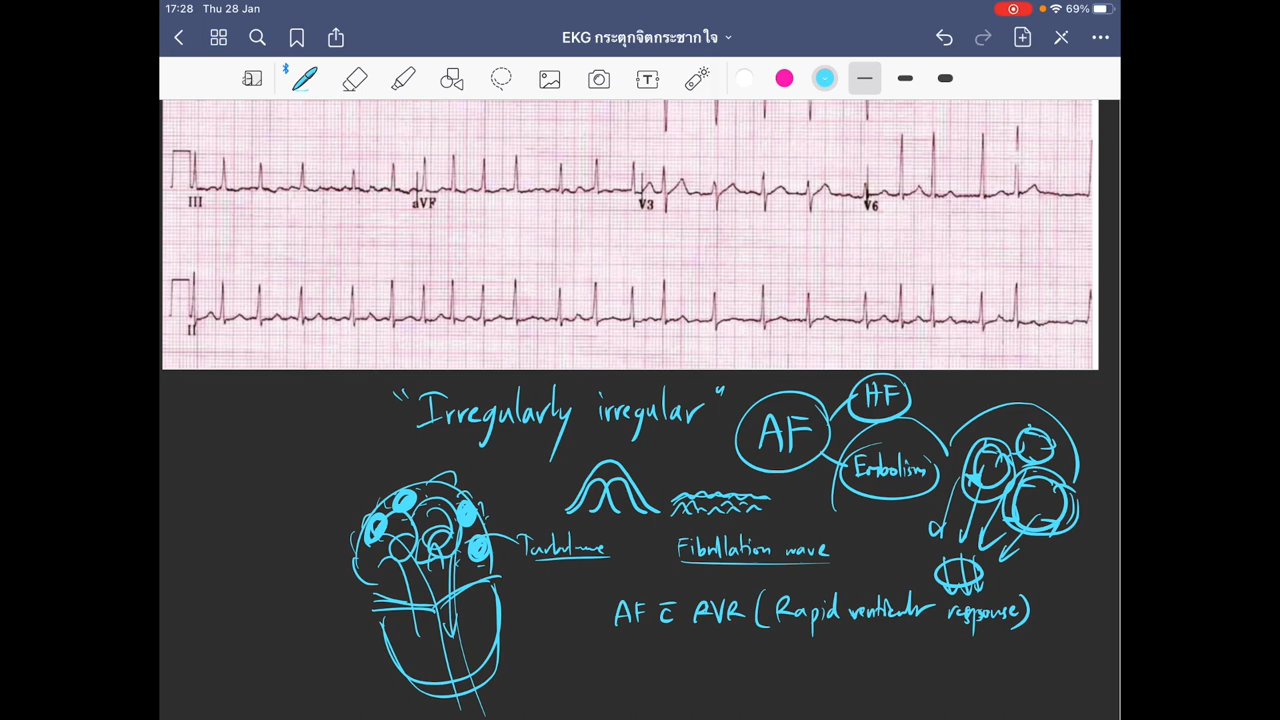 17:28 Thu 28 Jan
69%
EKG กระตุกจิตกระชากใจ
III
aVF
V3
V6
II
"Irregularly irregular"
AF
HF
Embolism
Turbulence
Fibrillation wave
AF c̄ RVR (Rapid ventricular response)